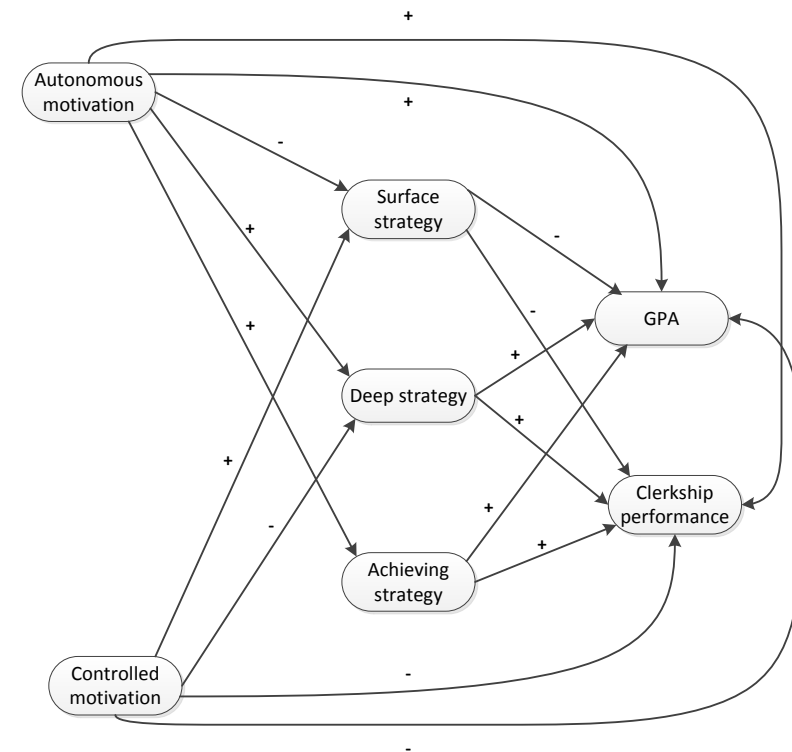 +
Autonomous
motivation
+
-
Surface
strategy
+
-
-
GPA
+
+
Deep strategy
+
+
Clerkship
performance
-
+
+
Achieving
strategy
Controlled
motivation
-
-